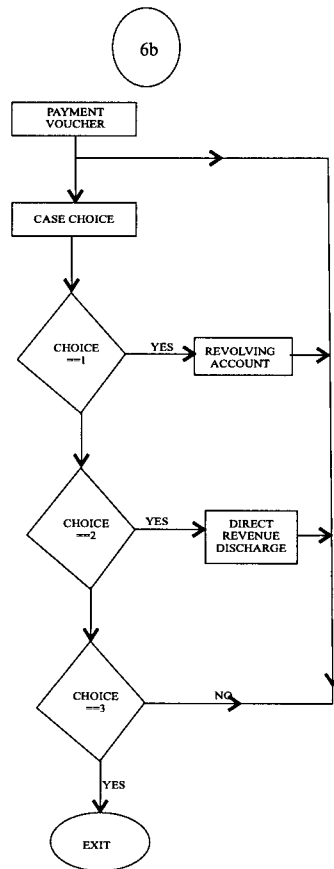 6b
PAYMENT
VOUCHER
CASE CHOICE
CHOICE
==1
YES
REVOLVING
ACCOUNT
CHOICE
==2
YES
DIRECT
REVENUE
DISCHARGE
CHOICE
==3
NO
YES
EXIT